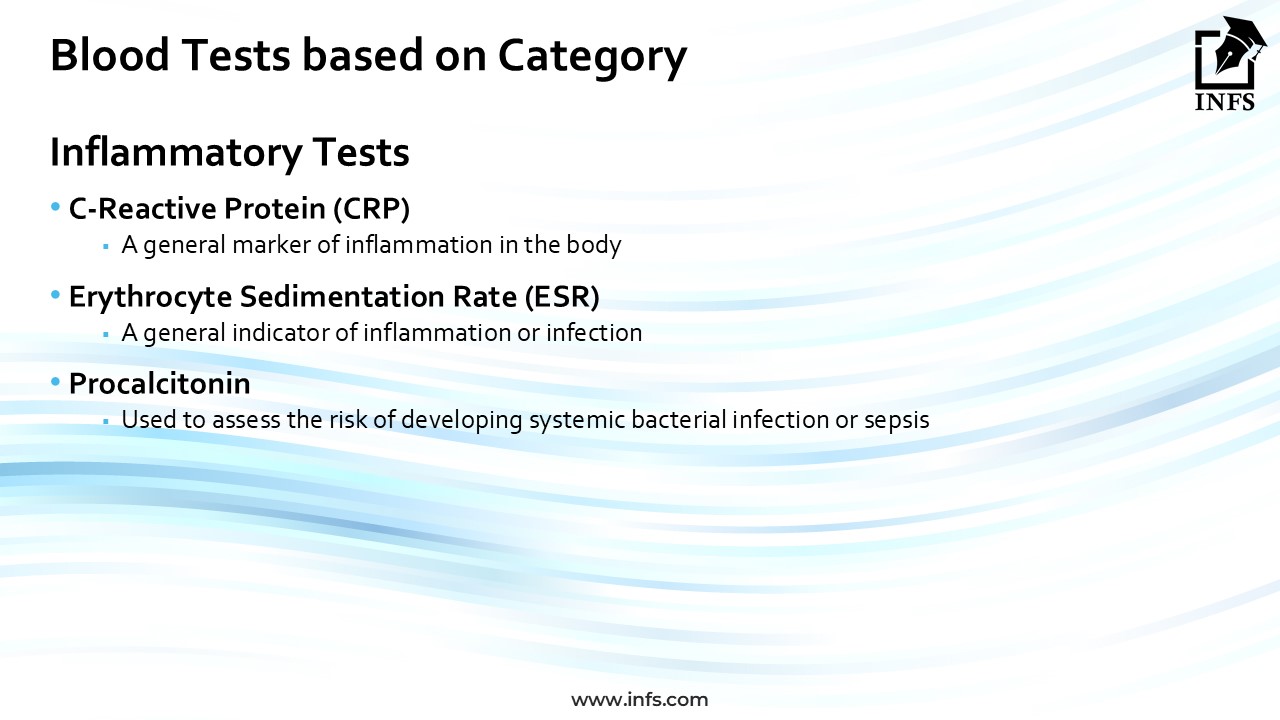 Blood Tests based on Category
INFS
Inflammatory Tests
• C-Reactive Protein (CRP)
▪ A general marker of inflammation in the body
• Erythrocyte Sedimentation Rate (ESR)
▪ A general indicator of inflammation or infection
• Procalcitonin
▪ Used to assess the risk of developing systemic bacterial infection or sepsis
www.infs.com